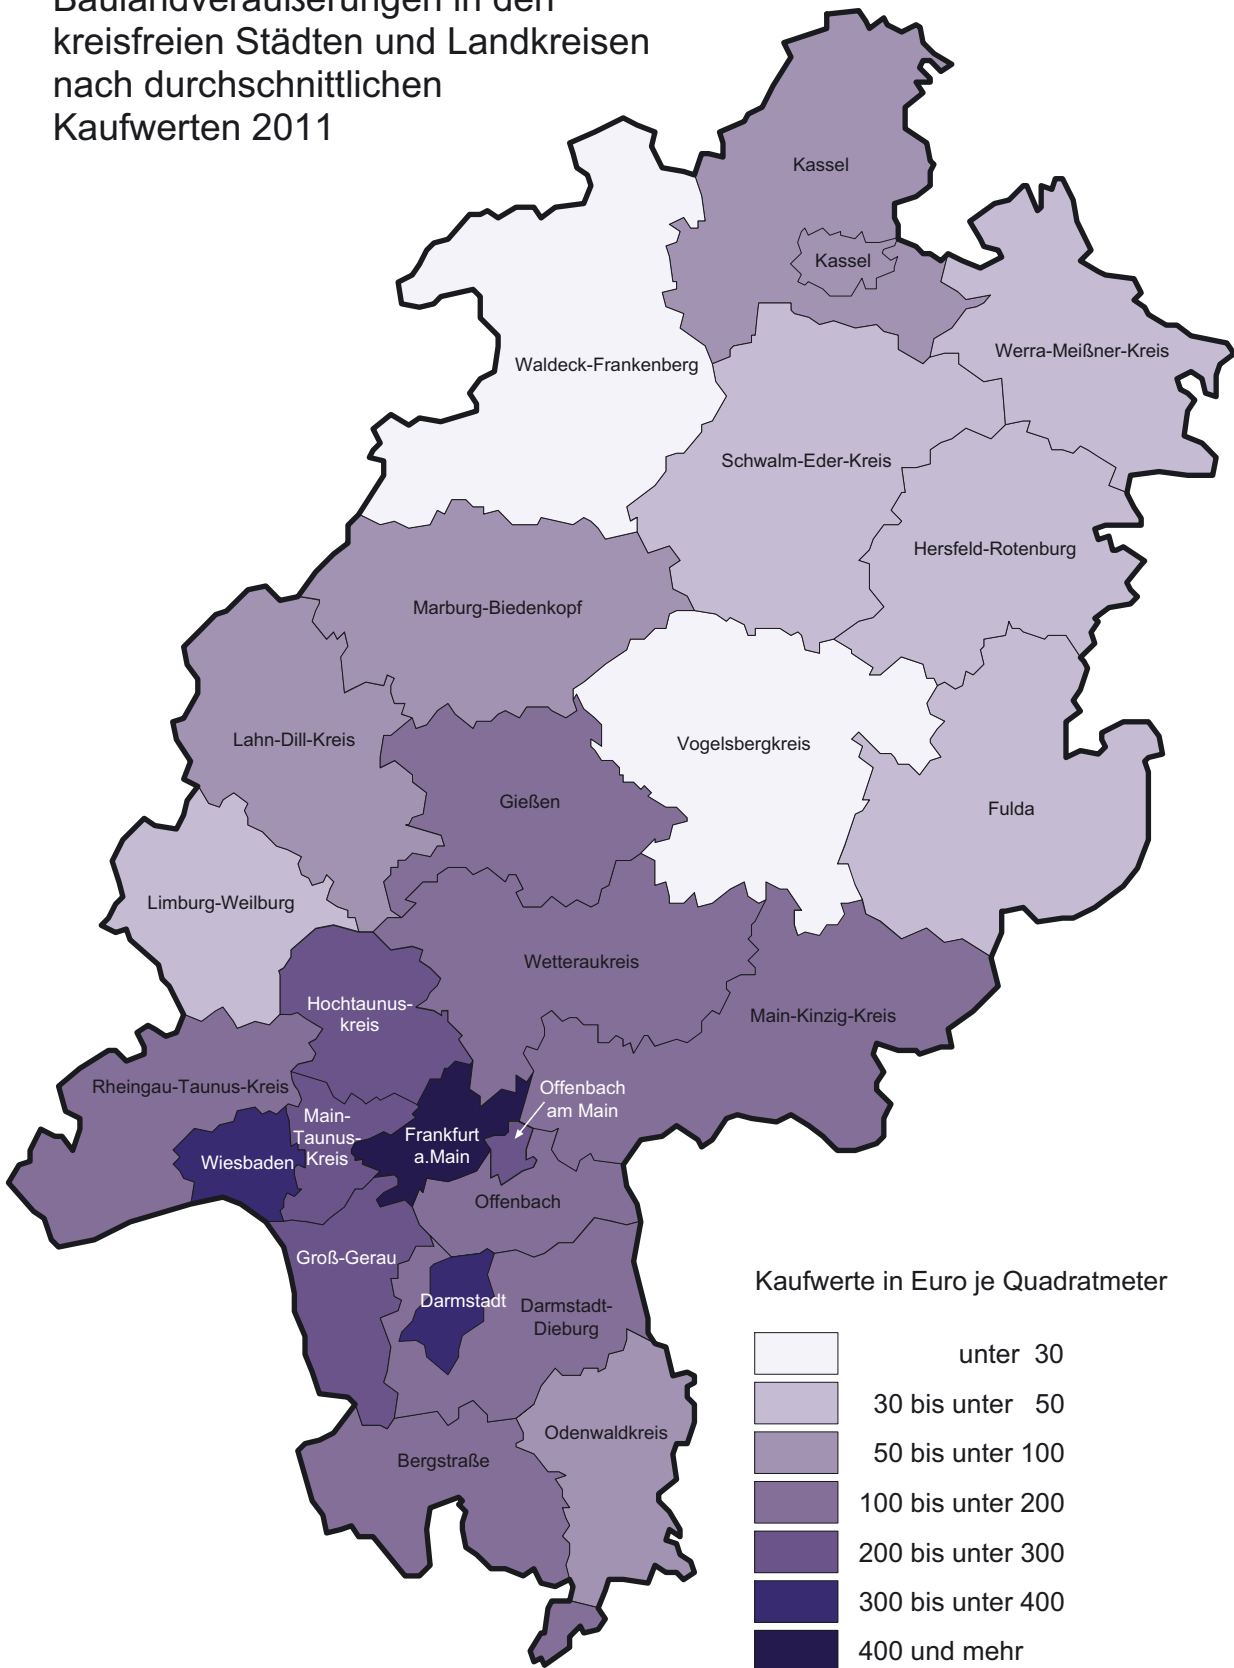 Baulandveräußerungen in den
kreisfreien Städten und Landkreisen
nach durchschnittlichen
Kaufwerten 2011
Kassel
Kassel
Werra-Meißner-Kreis
Waldeck-Frankenberg
Schwalm-Eder-Kreis
Hersfeld-Rotenburg
Marburg-Biedenkopf
Lahn-Dill-Kreis
Vogelsbergkreis
Gießen
Fulda
Limburg-Weilburg
Wetteraukreis
Hochtaunus-
kreis
Main-Kinzig-Kreis
Rheingau-Taunus-Kreis
Offenbach
am Main
Main-
Taunus-
Kreis
Frankfurt
a.Main
Wiesbaden
Offenbach
Groß-Gerau
Darmstadt
Darmstadt-
Dieburg
Odenwaldkreis
Bergstraße
Kaufwerte in Euro je Quadratmeter
unter 30
30 bis unter 50
50 bis unter 100
100 bis unter 200
200 bis unter 300
300 bis unter 400
400 und mehr